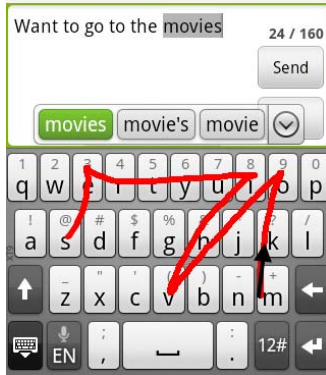 Want to go to the movies
24 / 160
Send
movies movie's movie
1 2 3 4 5 6 7 8 9 0
q w e t y u i o p
! @ # $ % ( /
a s d f g h j k l
_ " ' ( ) - +
z x c v b n m
EN ; , : . 12#